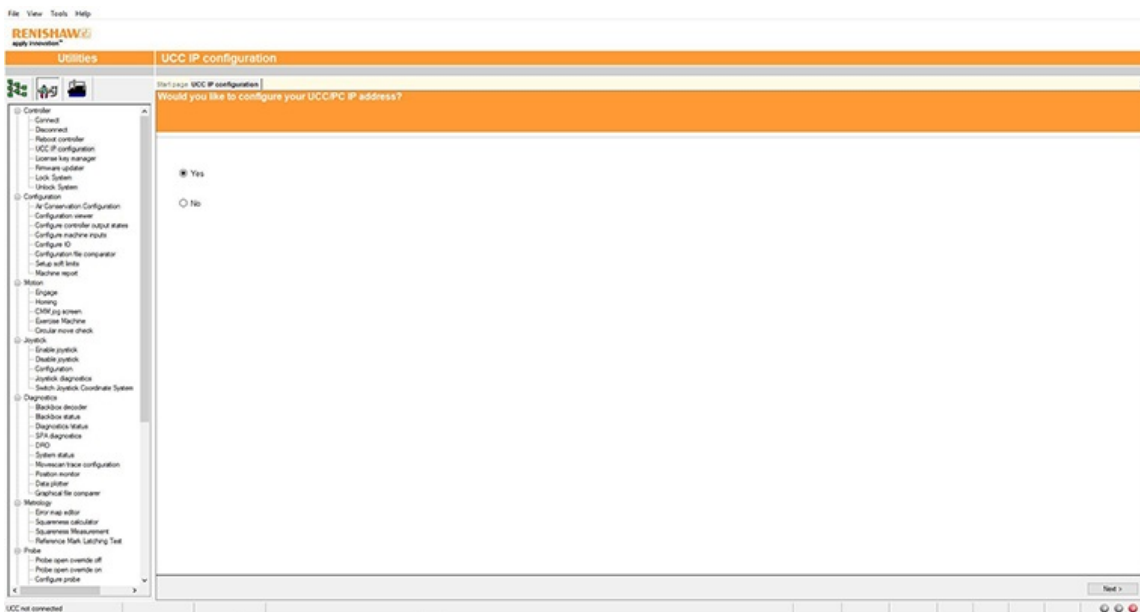 File View Tools Help
RENISHAW
apply innovation™
Utilities
UCC IP configuration
Start page UCC IP configuration
Would you like to configure your UCC/PC IP address?
Controller
Connect
Disconnect
Reboot controller
UCC IP configuration
License key manager
Firmware updater
Lock System
Unlock System
Configuration
Air Conservation Configuration
Configuration viewer
Configure controller output states
Configure machine inputs
Configure IO
Configuration file comparator
Setup soft limits
Machine report
Motion
Engage
Homing
CMM jog screen
Exercise Machine
Circular move check
Joystick
Enable joystick
Disable joystick
Configuration
Joystick diagnostics
Switch Joystick Coordinate System
Diagnostics
Blackbox decoder
Blackbox status
Diagnostics Status
SPA diagnostics
DRO
System status
Movescan trace configuration
Position monitor
Data plotter
Graphical file comparer
Metrology
Error map editor
Squareness calculator
Squareness Measurement
Reference Mark Latching Test
Probe
Probe open override off
Probe open override on
Configure probe
Yes
No
Next >
UCC not connected